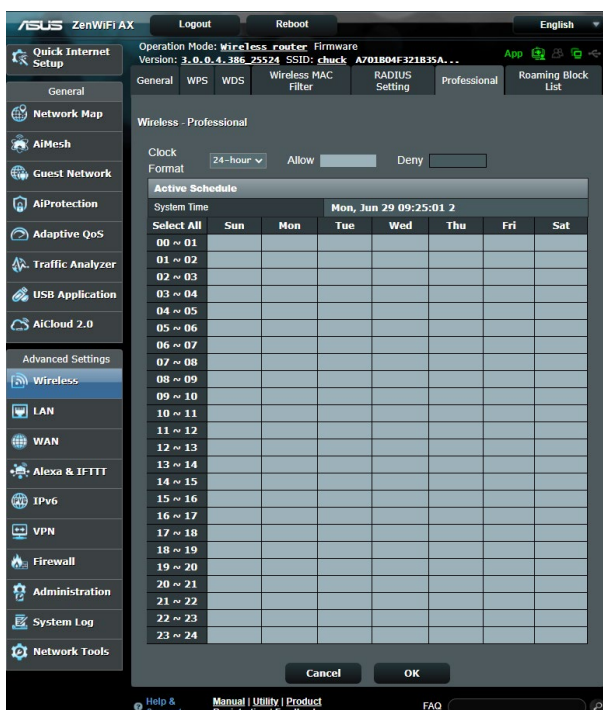 ASUS ZenWiFi AX Logout Reboot English
Quick Internet Setup
General
Network Map
AiMesh
Guest Network
AiProtection
Adaptive QoS
Traffic Analyzer
USB Application
AiCloud 2.0
Advanced Settings
Wireless
LAN
WAN
Alexa & IFTTT
IPv6
VPN
Firewall
Administration
System Log
Network Tools
Operation Mode: Wireless router Firmware
Version: 3.0.0.4.386_25524 SSID: chuck A701B04F321B35A...
App
General WPS WDS Wireless MAC Filter RADIUS Setting Professional Roaming Block List
Wireless - Professional
Clock Format 24-hour Allow Deny
Active Schedule
System Time Mon, Jun 29 09:25:01 2
Select All Sun Mon Tue Wed Thu Fri Sat
00 ~ 01
01 ~ 02
02 ~ 03
03 ~ 04
04 ~ 05
05 ~ 06
06 ~ 07
07 ~ 08
08 ~ 09
09 ~ 10
10 ~ 11
11 ~ 12
12 ~ 13
13 ~ 14
14 ~ 15
15 ~ 16
16 ~ 17
17 ~ 18
18 ~ 19
19 ~ 20
20 ~ 21
21 ~ 22
22 ~ 23
23 ~ 24
Cancel OK
Help & Manual | Utility | Product FAQ